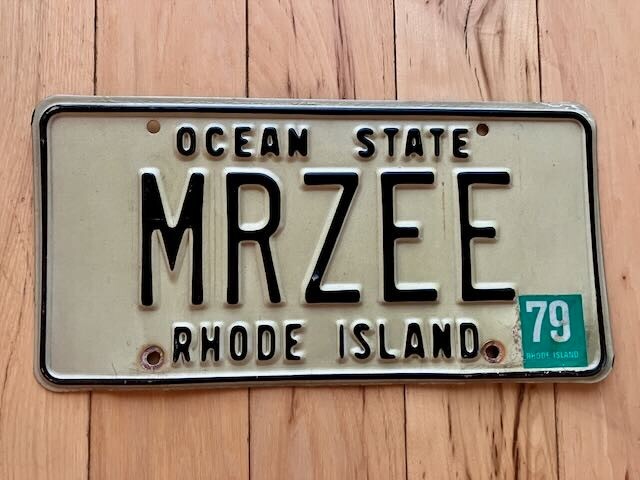 OCEAN STATE
MRZEE
RHODE ISLAND
79
RHODE ISLAND